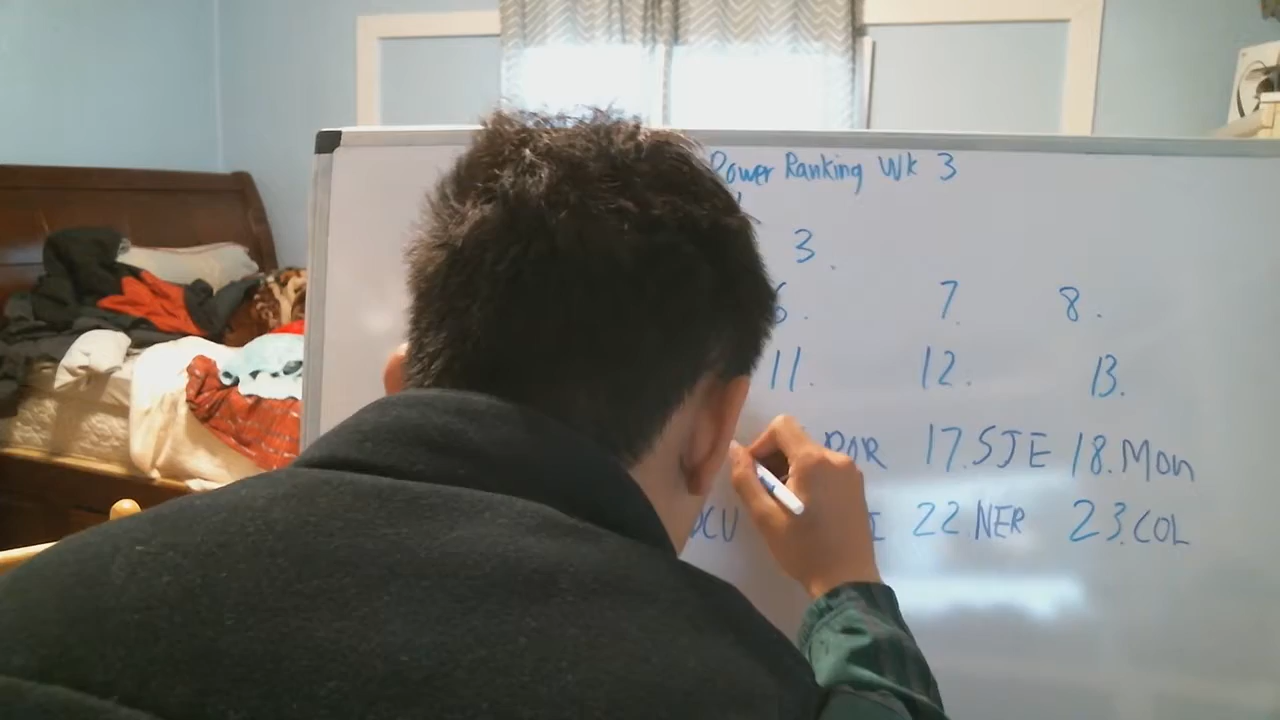 Power Ranking Wk 3
3.
6. 7. 8.
11. 12. 13.
POR 17.SJE 18.Mon
DCU 22.NER 23.COL